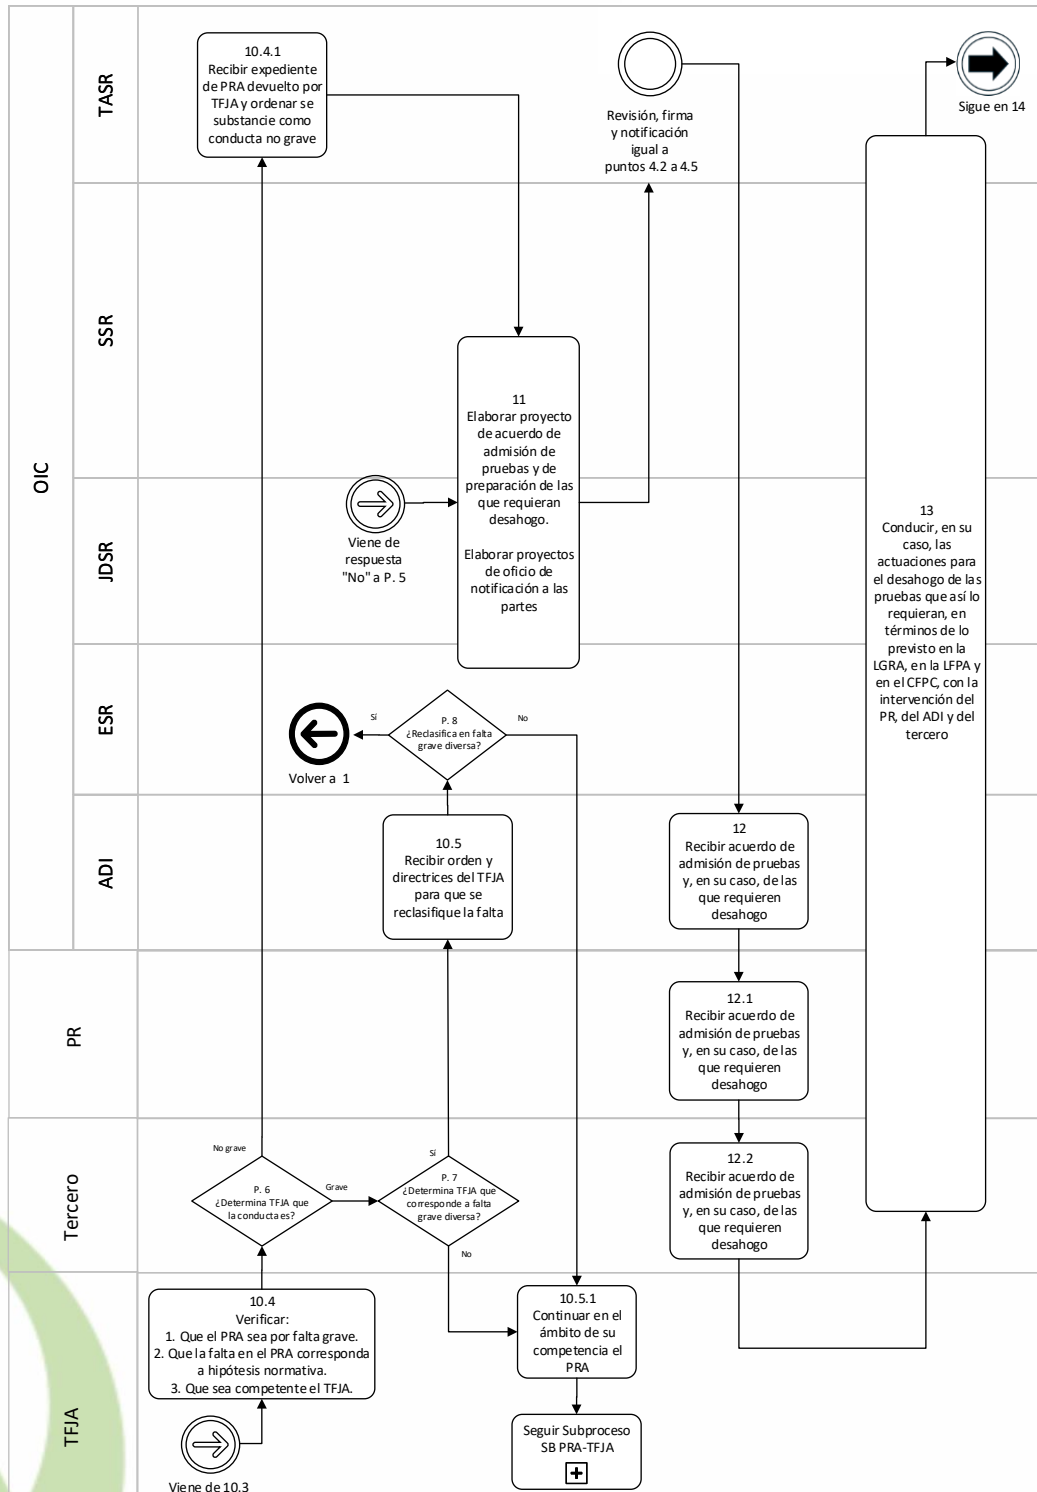 OIC
TASR
10.4.1
Recibir expediente
de PRA devuelto por
TFJA y ordenar se
substancie como
conducta no grave
Revisión, firma
y notificación
igual a
puntos 4.2 a 4.5
Sigue en 14
SSR
11
Elaborar proyecto
de acuerdo de
admisión de
pruebas y de
preparación de las
que requieran
desahogo.
Elaborar proyectos
de oficio de
notificación a las
partes
JDSR
Viene de
respuesta
"No" a P. 5
13
Conducir, en su
caso, las
actuaciones para
el desahogo de las
pruebas que así lo
requieran, en
términos de lo
previsto en la
LGRA, en la LFPA y
en el CFPC, con la
intervención del
PR, del ADI y del
tercero
ESR
Volver a 1
Sí
P. 8
¿Reclasifica en falta
grave diversa?
No
ADI
10.5
Recibir orden y
directrices del TFJA
para que se
reclasifique la falta
12
Recibir acuerdo de
admisión de pruebas
y, en su caso, de las
que requieren
desahogo
PR
12.1
Recibir acuerdo de
admisión de pruebas
y, en su caso, de las
que requieren
desahogo
Tercero
No grave
P. 6
¿Determina TFJA que
la conducta es?
Grave
Sí
P. 7
¿Determina TFJA que
corresponde a falta
grave diversa?
No
12.2
Recibir acuerdo de
admisión de pruebas
y, en su caso, de las
que requieren
desahogo
TFJA
10.4
Verificar:
1. Que el PRA sea por falta grave.
2. Que la falta en el PRA corresponda
a hipótesis normativa.
3. Que sea competente el TFJA.
Viene de 10.3
10.5.1
Continuar en el
ámbito de su
competencia el
PRA
Seguir Subproceso
SB PRA-TFJA